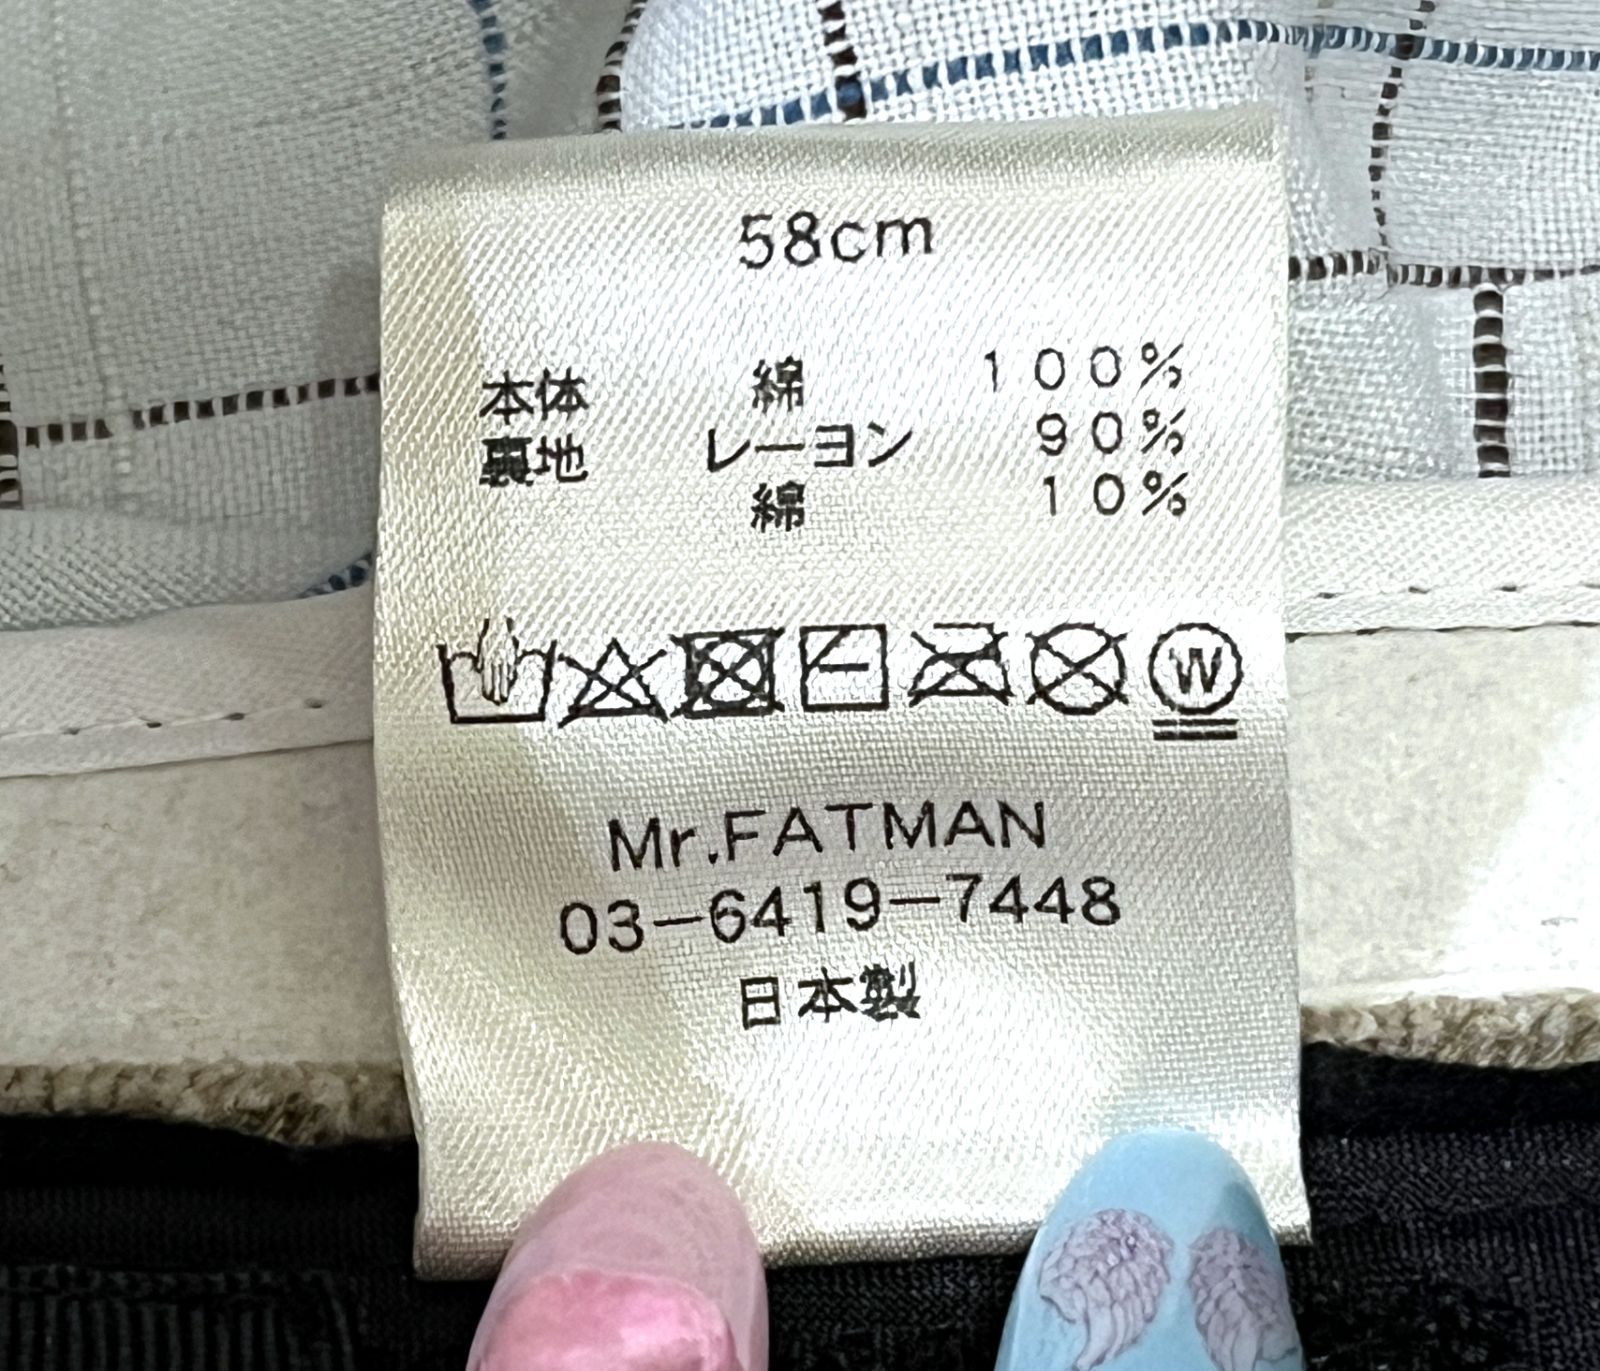 58cm
本体 綿 100%
裏地 レーヨン 90%
綿 10%
W
Mr.FATMAN
03-6419-7448
日本製